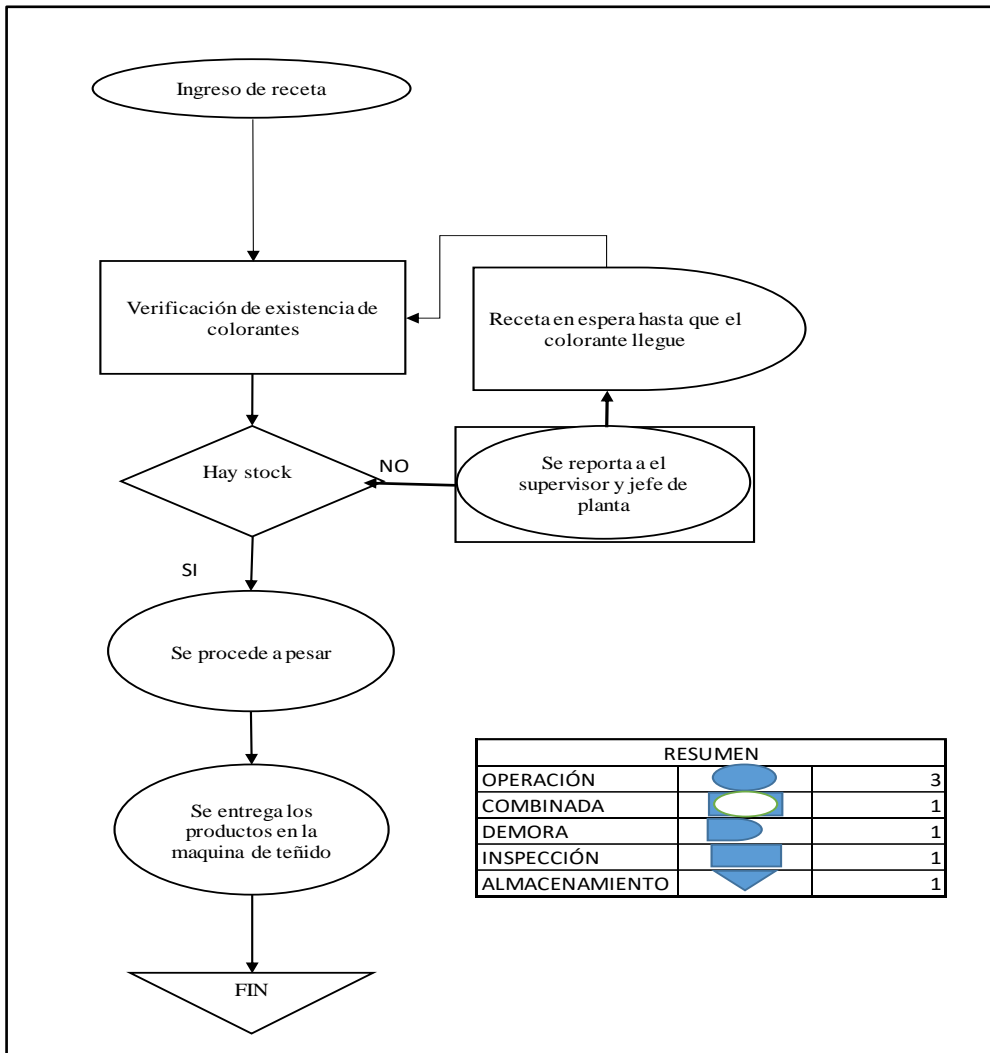 Ingreso de receta
Verificación de existencia de
colorantes
Receta en espera hasta que el
colorante llegue
Hay stock
NO
Se reporta a el
supervisor y jefe de
planta
SI
Se procede a pesar
Se entrega los
productos en la
maquina de teñido
FIN
RESUMEN
OPERACIÓN 3
COMBINADA 1
DEMORA 1
INSPECCIÓN 1
ALMACENAMIENTO 1